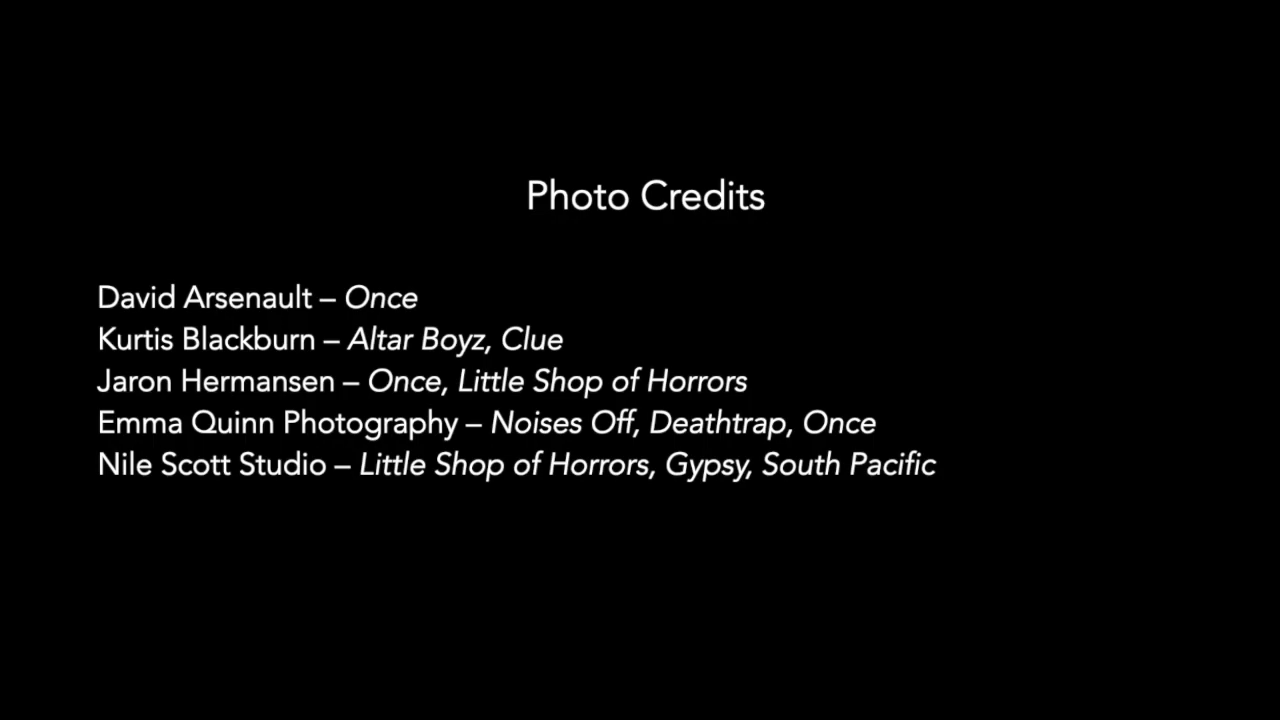 Photo Credits
David Arsenault – Once
Kurtis Blackburn – Altar Boyz, Clue
Jaron Hermansen – Once, Little Shop of Horrors
Emma Quinn Photography – Noises Off, Deathtrap, Once
Nile Scott Studio – Little Shop of Horrors, Gypsy, South Pacific